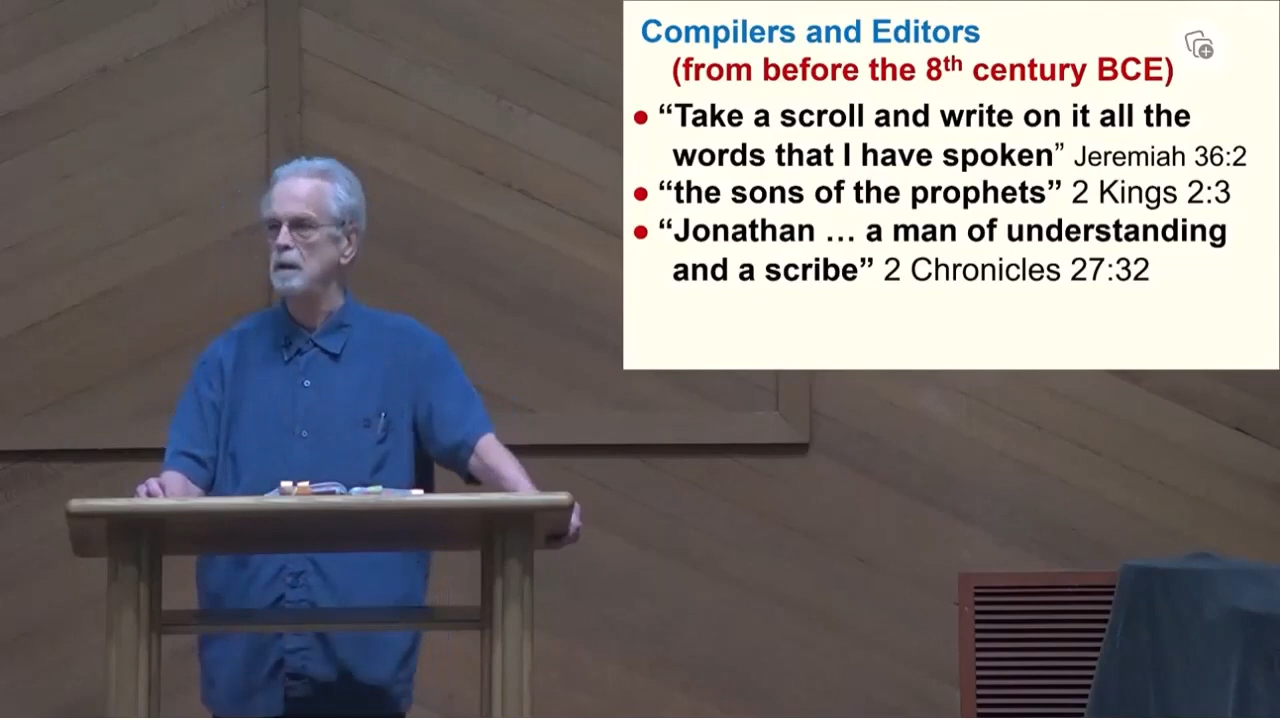 Compilers and Editors
(from before the 8th century BCE)
● “Take a scroll and write on it all the
words that I have spoken” Jeremiah 36:2
● “the sons of the prophets” 2 Kings 2:3
● “Jonathan … a man of understanding
and a scribe” 2 Chronicles 27:32